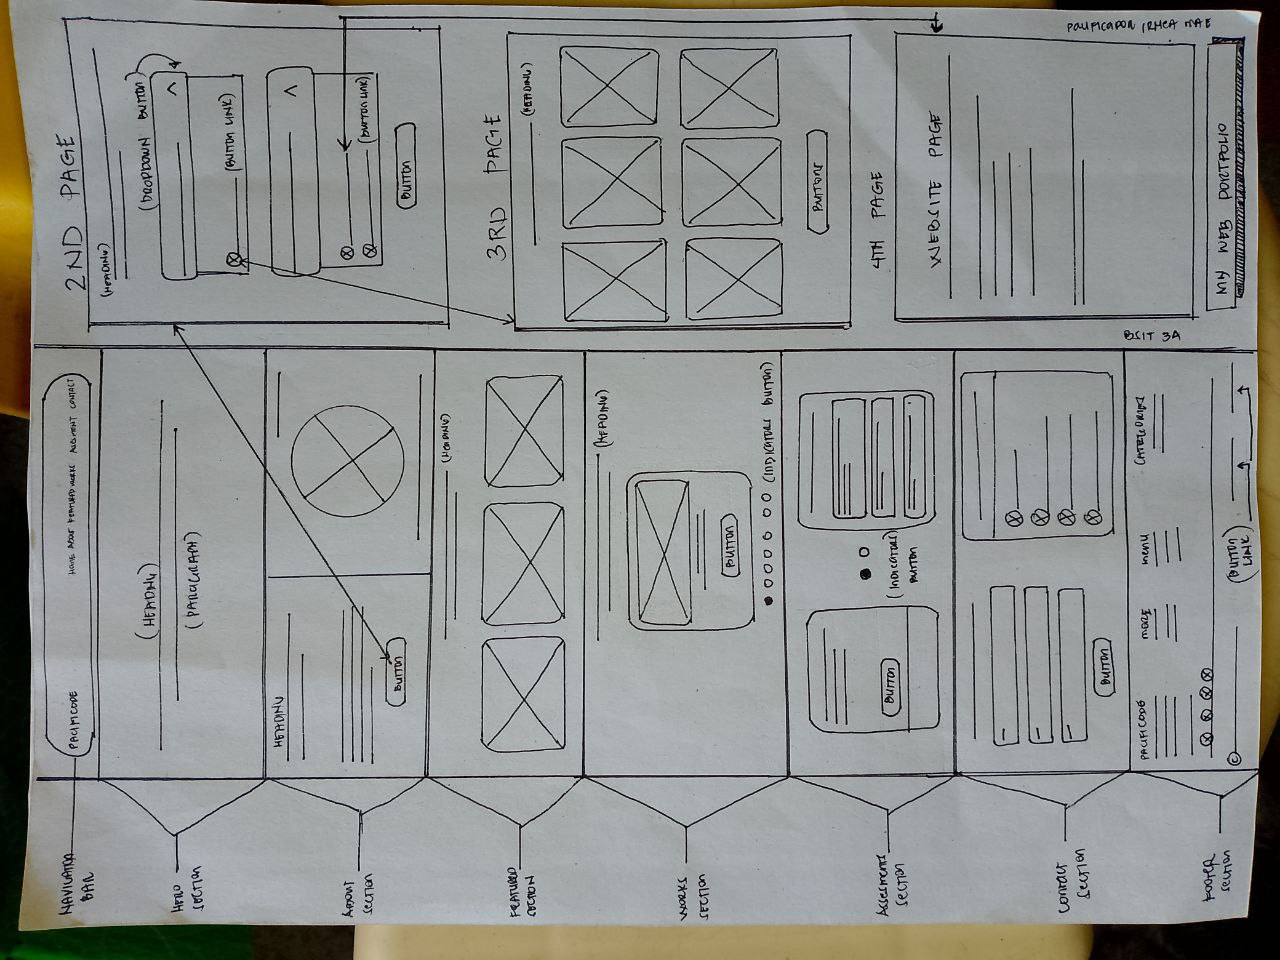 PACIFICADOR, RHEA MAE
BSIT 3A
MY WEB PORTFOLIO
NAVIGATION BAR
PACIFICODE
HOME ABOUT FEATURED WORKS ASSESSMENT CONTACT
HERO SECTION
(HEADING)
(PARAGRAPH)
ABOUT SECTION
HEADING
BUTTON
FEATURED SECTION
(HEADING)
WORKS SECTION
(HEADING)
BUTTON
(INDICATORS BUTTON)
ASSESMENTS SECTION
BUTTON
(INDICATORS BUTTON
CONTACT SECTION
BUTTON
FOOTER SECTION
PACIFICODE
MORE
MENU
CATEGORIES
©
(BUTTON LINK)
2ND PAGE
(HEADING)
(DROPDOWN BUTTON)
(BUTTON LINK)
(BUTTON LINK)
BUTTON
3RD PAGE
(HEADING)
BUTTON
4TH PAGE
WEBSITE PAGE